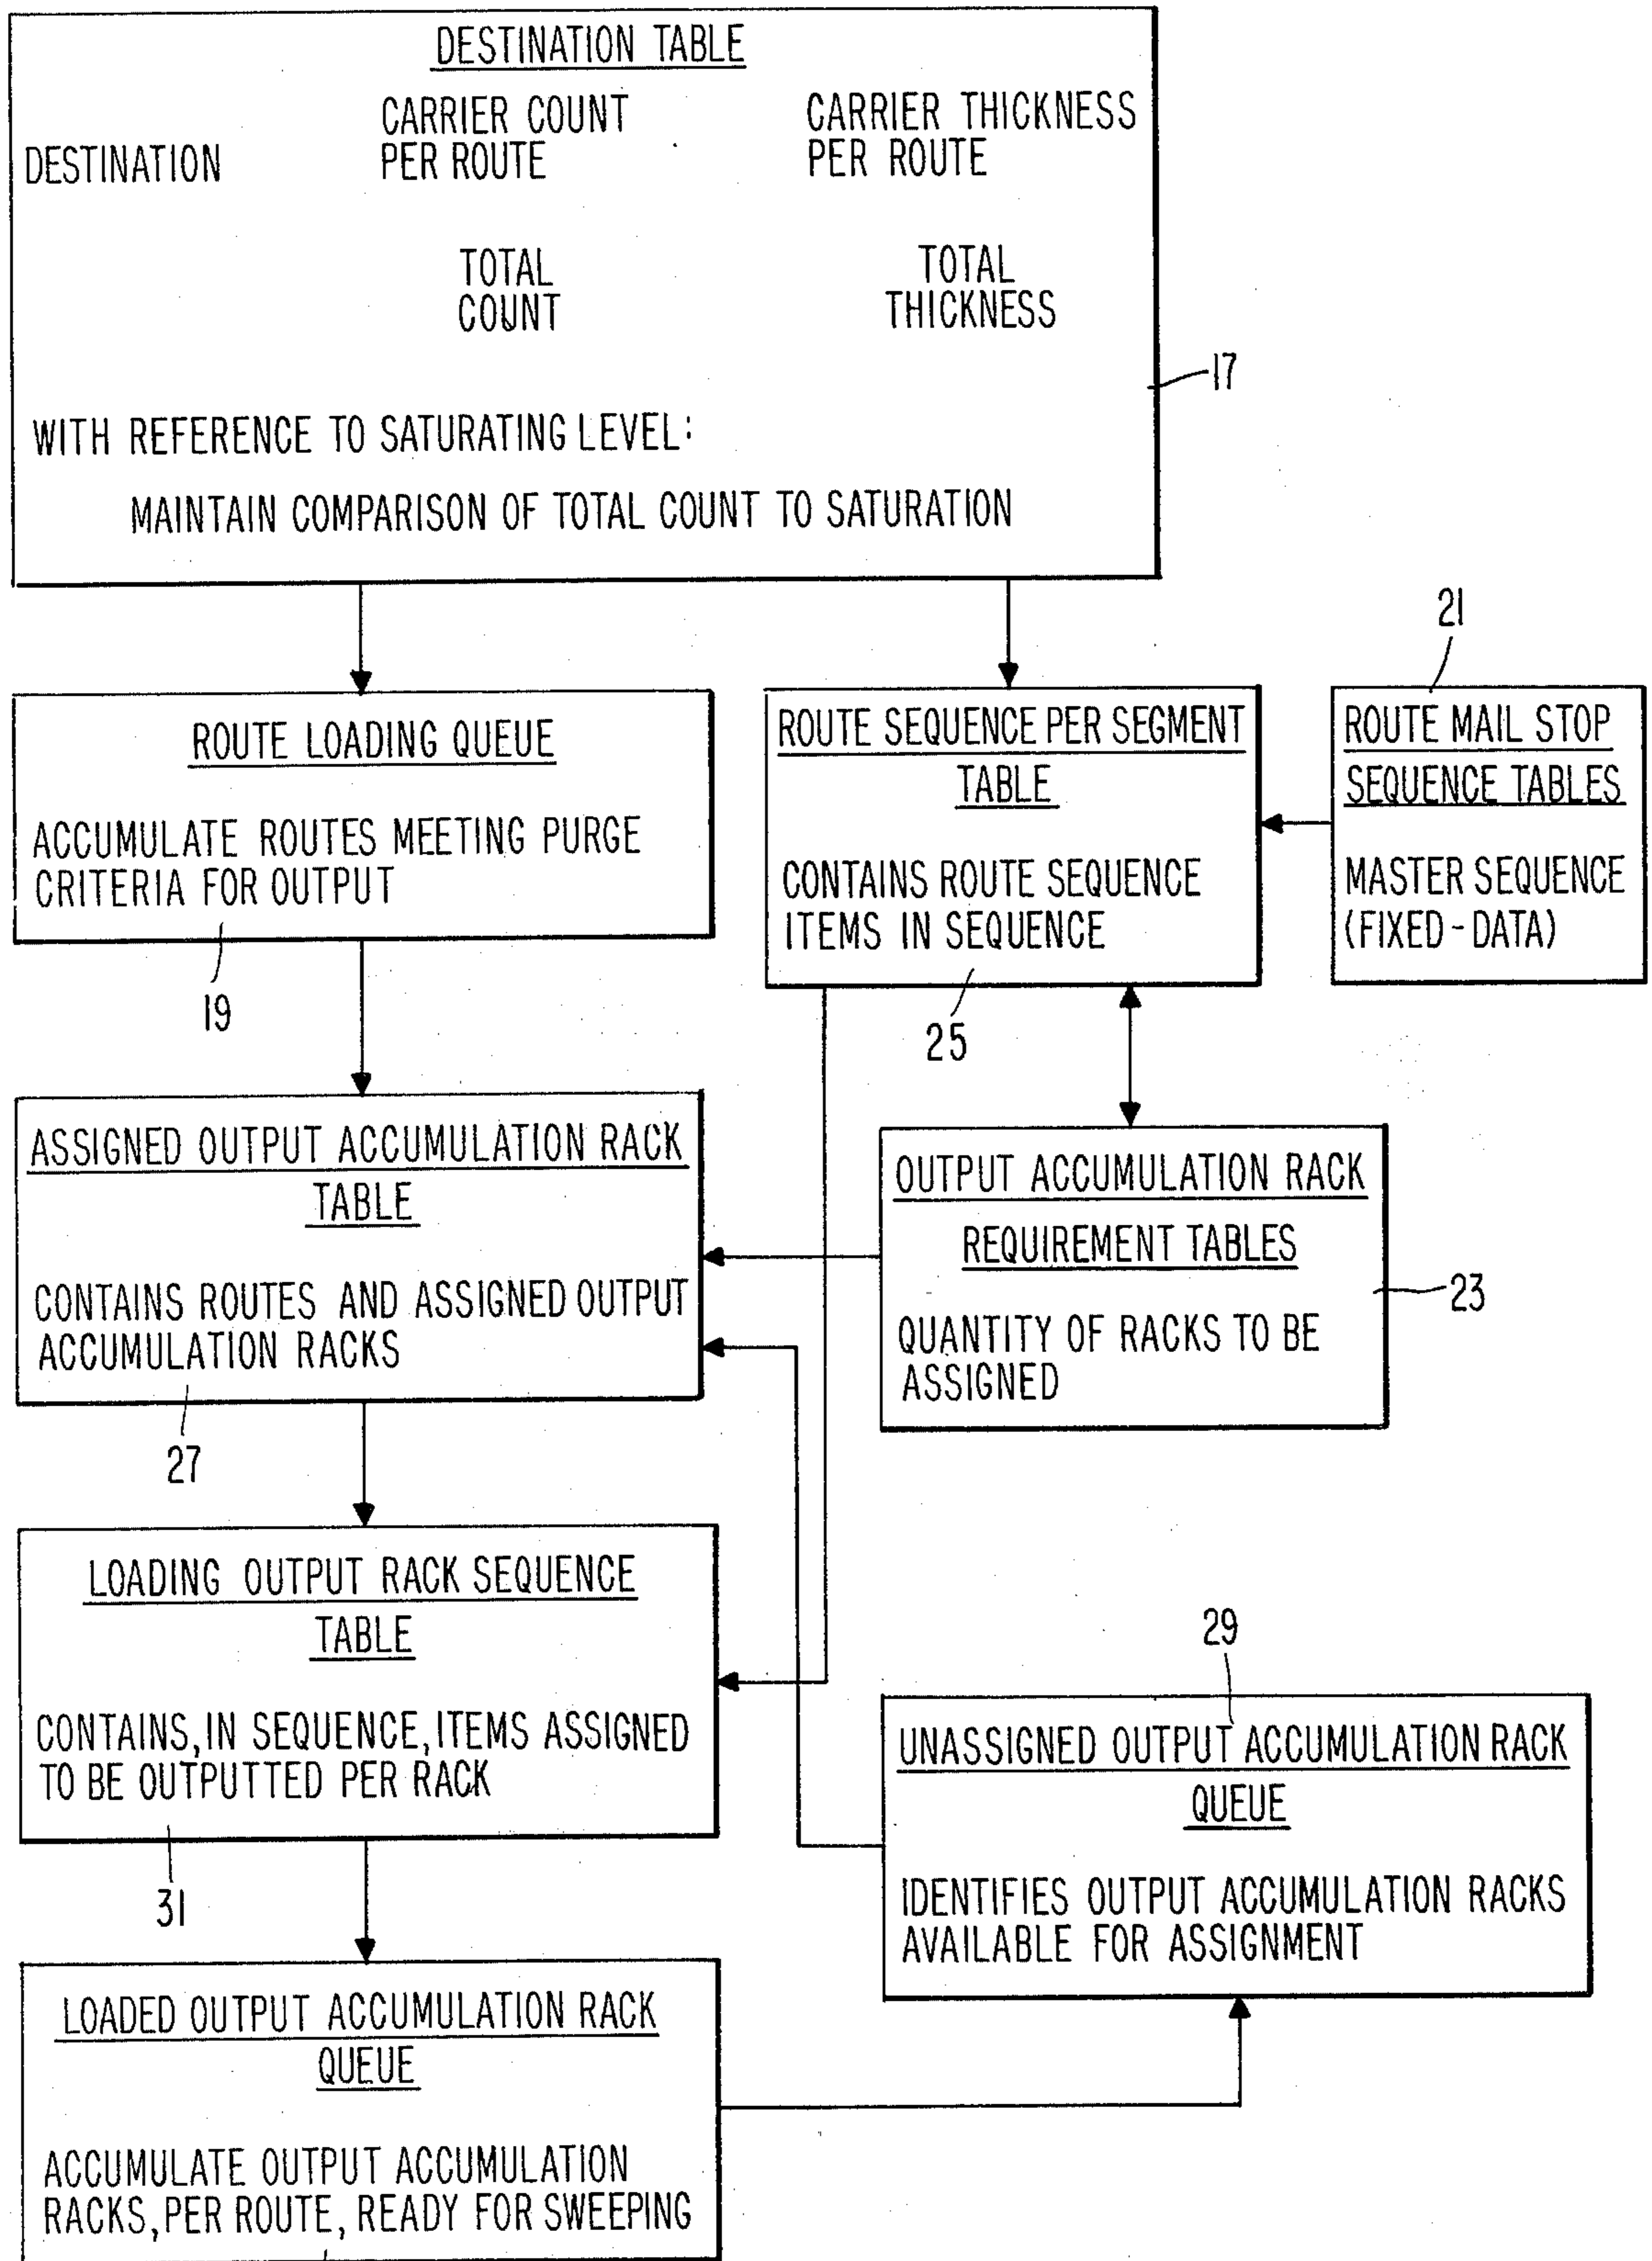 DESTINATION TABLE
DESTINATION
CARRIER COUNT
PER ROUTE
CARRIER THICKNESS
PER ROUTE
TOTAL
COUNT
TOTAL
THICKNESS
17
WITH REFERENCE TO SATURATING LEVEL:
MAINTAIN COMPARISON OF TOTAL COUNT TO SATURATION
ROUTE LOADING QUEUE
ACCUMULATE ROUTES MEETING PURGE
CRITERIA FOR OUTPUT
19
ROUTE SEQUENCE PER SEGMENT
TABLE
CONTAINS ROUTE SEQUENCE
ITEMS IN SEQUENCE
25
21
ROUTE MAIL STOP
SEQUENCE TABLES
MASTER SEQUENCE
(FIXED-DATA)
ASSIGNED OUTPUT ACCUMULATION RACK
TABLE
CONTAINS ROUTES AND ASSIGNED OUTPUT
ACCUMULATION RACKS
27
OUTPUT ACCUMULATION RACK
REQUIREMENT TABLES
QUANTITY OF RACKS TO BE
ASSIGNED
23
LOADING OUTPUT RACK SEQUENCE
TABLE
CONTAINS, IN SEQUENCE, ITEMS ASSIGNED
TO BE OUTPUTTED PER RACK
31
29
UNASSIGNED OUTPUT ACCUMULATION RACK
QUEUE
IDENTIFIES OUTPUT ACCUMULATION RACKS
AVAILABLE FOR ASSIGNMENT
LOADED OUTPUT ACCUMULATION RACK
QUEUE
ACCUMULATE OUTPUT ACCUMULATION
RACKS, PER ROUTE, READY FOR SWEEPING